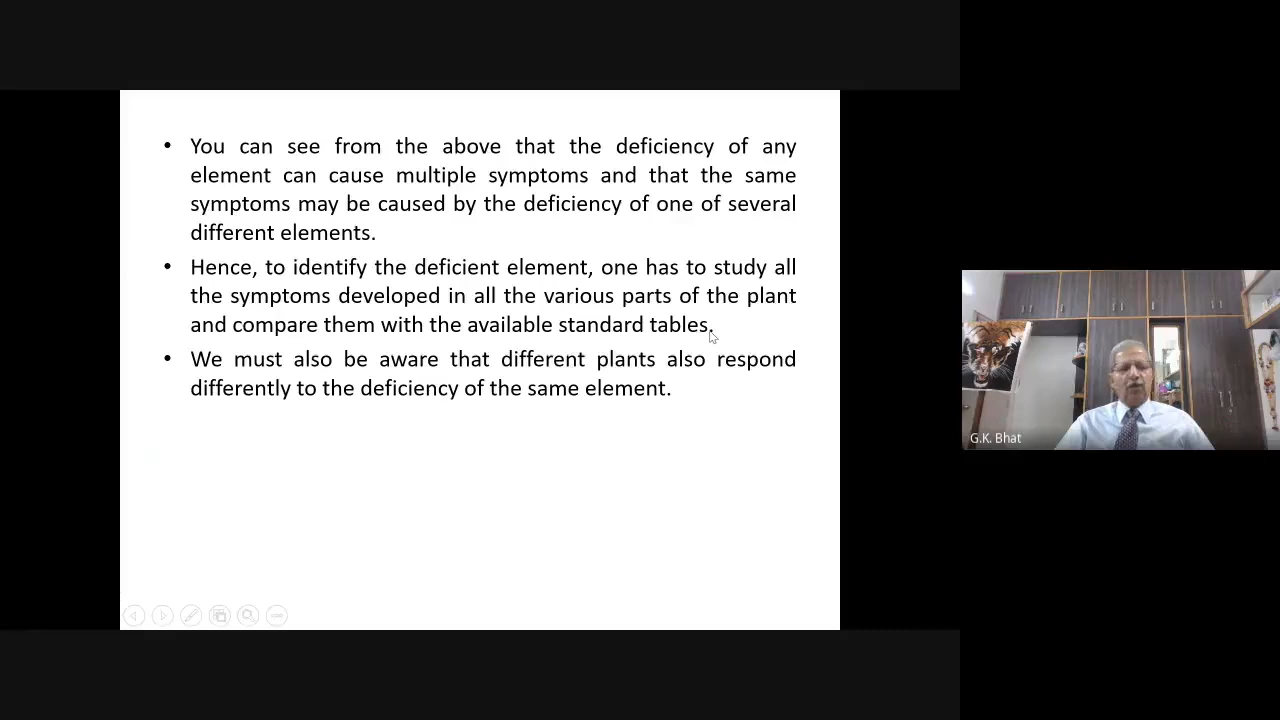 • You can see from the above that the deficiency of any
element can cause multiple symptoms and that the same
symptoms may be caused by the deficiency of one of several
different elements.
• Hence, to identify the deficient element, one has to study all
the symptoms developed in all the various parts of the plant
and compare them with the available standard tables.
• We must also be aware that different plants also respond
differently to the deficiency of the same element.
G.K. Bhat